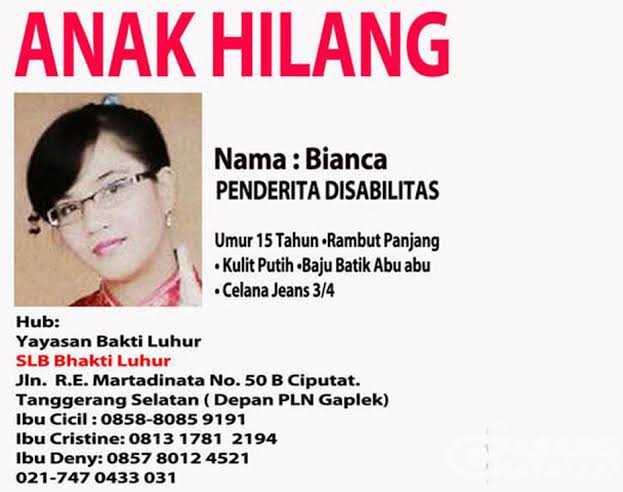 ANAK HILANG
Nama : Bianca
PENDERITA DISABILITAS
Umur 15 Tahun •Rambut Panjang
• Kulit Putih •Baju Batik Abu abu
• Celana Jeans 3/4
Hub:
Yayasan Bakti Luhur
SLB Bhakti Luhur
Jln. R.E. Martadinata No. 50 B Ciputat.
Tanggerang Selatan ( Depan PLN Gaplek)
Ibu Cicil : 0858-8085 9191
Ibu Cristine: 0813 1781 2194
Ibu Deny: 0857 8012 4521
021-747 0433 031